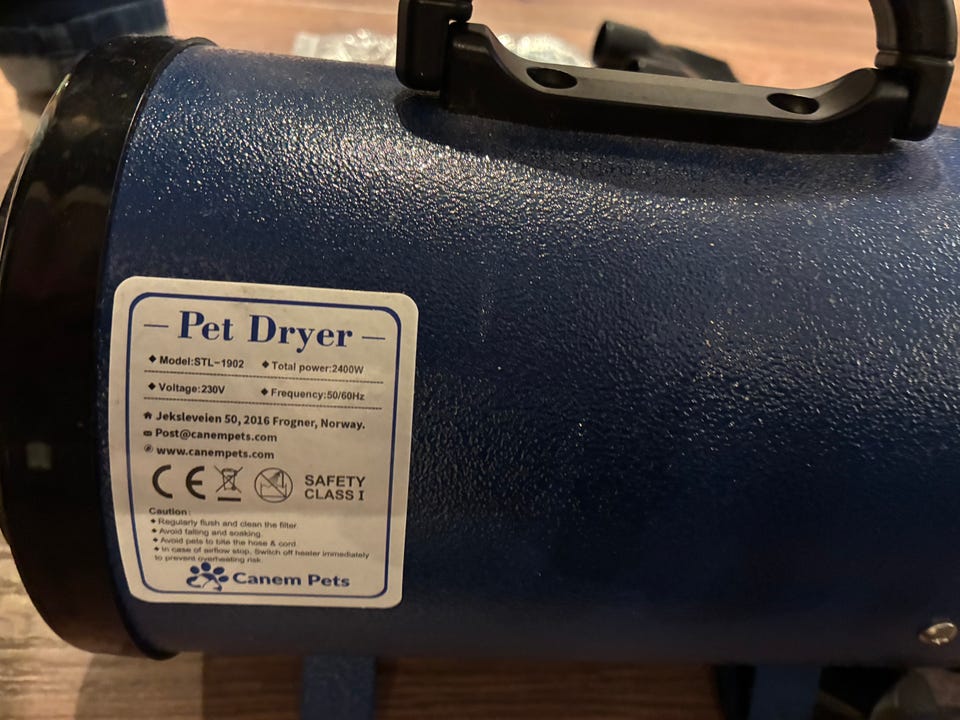 Pet Dryer
Model:STL-1902 Total power:2400W
Voltage:230V Frequency:50/60Hz
Jeksleveien 50, 2016 Frogner, Norway.
Post@canempets.com
www.canempets.com
CE SAFETY
CLASS I
Caution:
Regularly flush and clean the filter.
Avoid falling and soaking.
Avoid pets to bite the hose & cord.
In case of airflow stop, Switch off heater immediately
to prevent overheating risk.
Canem Pets